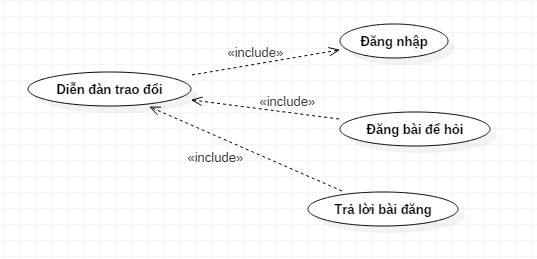 Đăng nhập
«include»
Diễn đàn trao đổi
«include»
Đăng bài để hỏi
«include»
Trả lời bài đăng